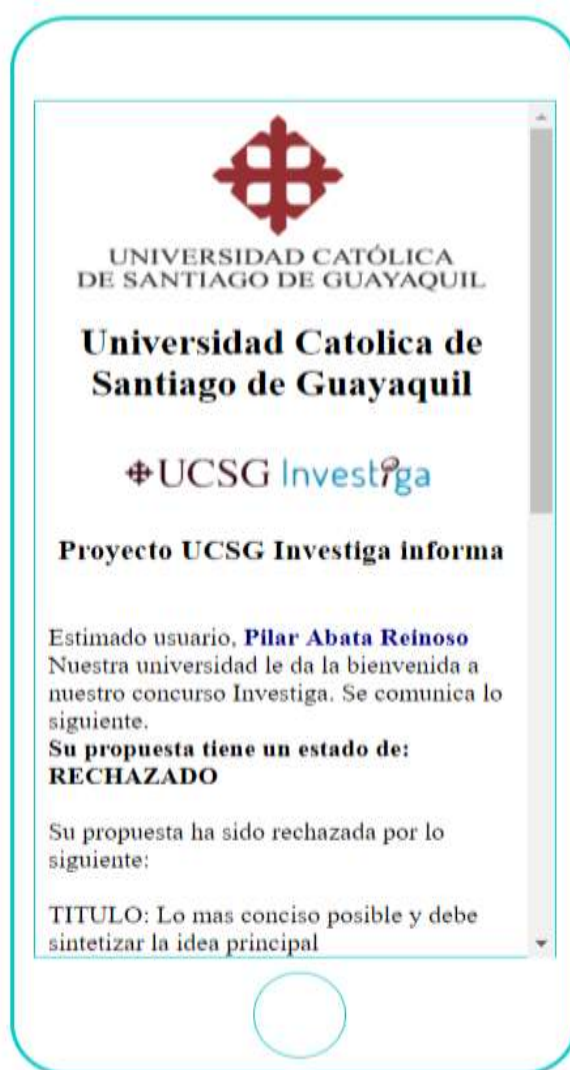 UNIVERSIDAD CATÓLICA
DE SANTIAGO DE GUAYAQUIL
Universidad Catolica de
Santiago de Guayaquil
UCSG Investiga
Proyecto UCSG Investiga informa
Estimado usuario, Pilar Abata Reinoso
Nuestra universidad le da la bienvenida a
nuestro concurso Investiga. Se comunica lo
siguiente.
Su propuesta tiene un estado de:
RECHAZADO
Su propuesta ha sido rechazada por lo
siguiente:
TITULO: Lo mas conciso posible y debe
sintetizar la idea principal